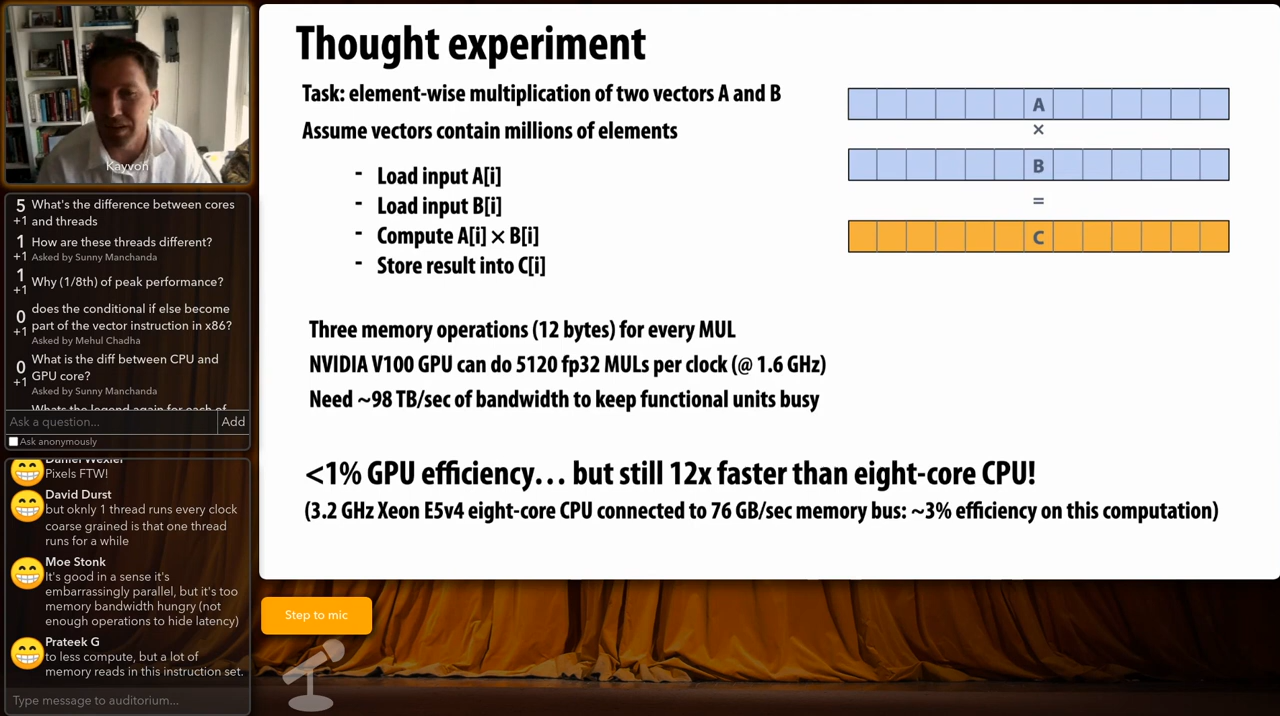 Kayvon
5 What's the difference between cores
+1 and threads
1 How are these threads different?
+1 Asked by Sunny Manchanda
1 Why (1/8th) of peak performance?
+1
0 does the conditional if else become
+1 part of the vector instruction in x86?
Asked by Mehul Chadha
0 What is the diff between CPU and
+1 GPU core?
Asked by Sunny Manchanda
Whats the legend again for each of
Ask a question... Add
Ask anonymously
Daniel Wexler
Pixels FTW!
David Durst
but oknly 1 thread runs every clock
coarse grained is that one thread
runs for a while
Moe Stonk
It's good in a sense it's
embarrassingly parallel, but it's too
memory bandwidth hungry (not
enough operations to hide latency)
Prateek G
to less compute, but a lot of
memory reads in this instruction set.
Type message to auditorium...
Thought experiment
Task: element-wise multiplication of two vectors A and B
Assume vectors contain millions of elements
- Load input A[i]
- Load input B[i]
- Compute A[i] × B[i]
- Store result into C[i]
A
×
B
=
C
Three memory operations (12 bytes) for every MUL
NVIDIA V100 GPU can do 5120 fp32 MULs per clock (@ 1.6 GHz)
Need ~98 TB/sec of bandwidth to keep functional units busy
<1% GPU efficiency… but still 12x faster than eight-core CPU!
(3.2 GHz Xeon E5v4 eight-core CPU connected to 76 GB/sec memory bus: ~3% efficiency on this computation)
Step to mic